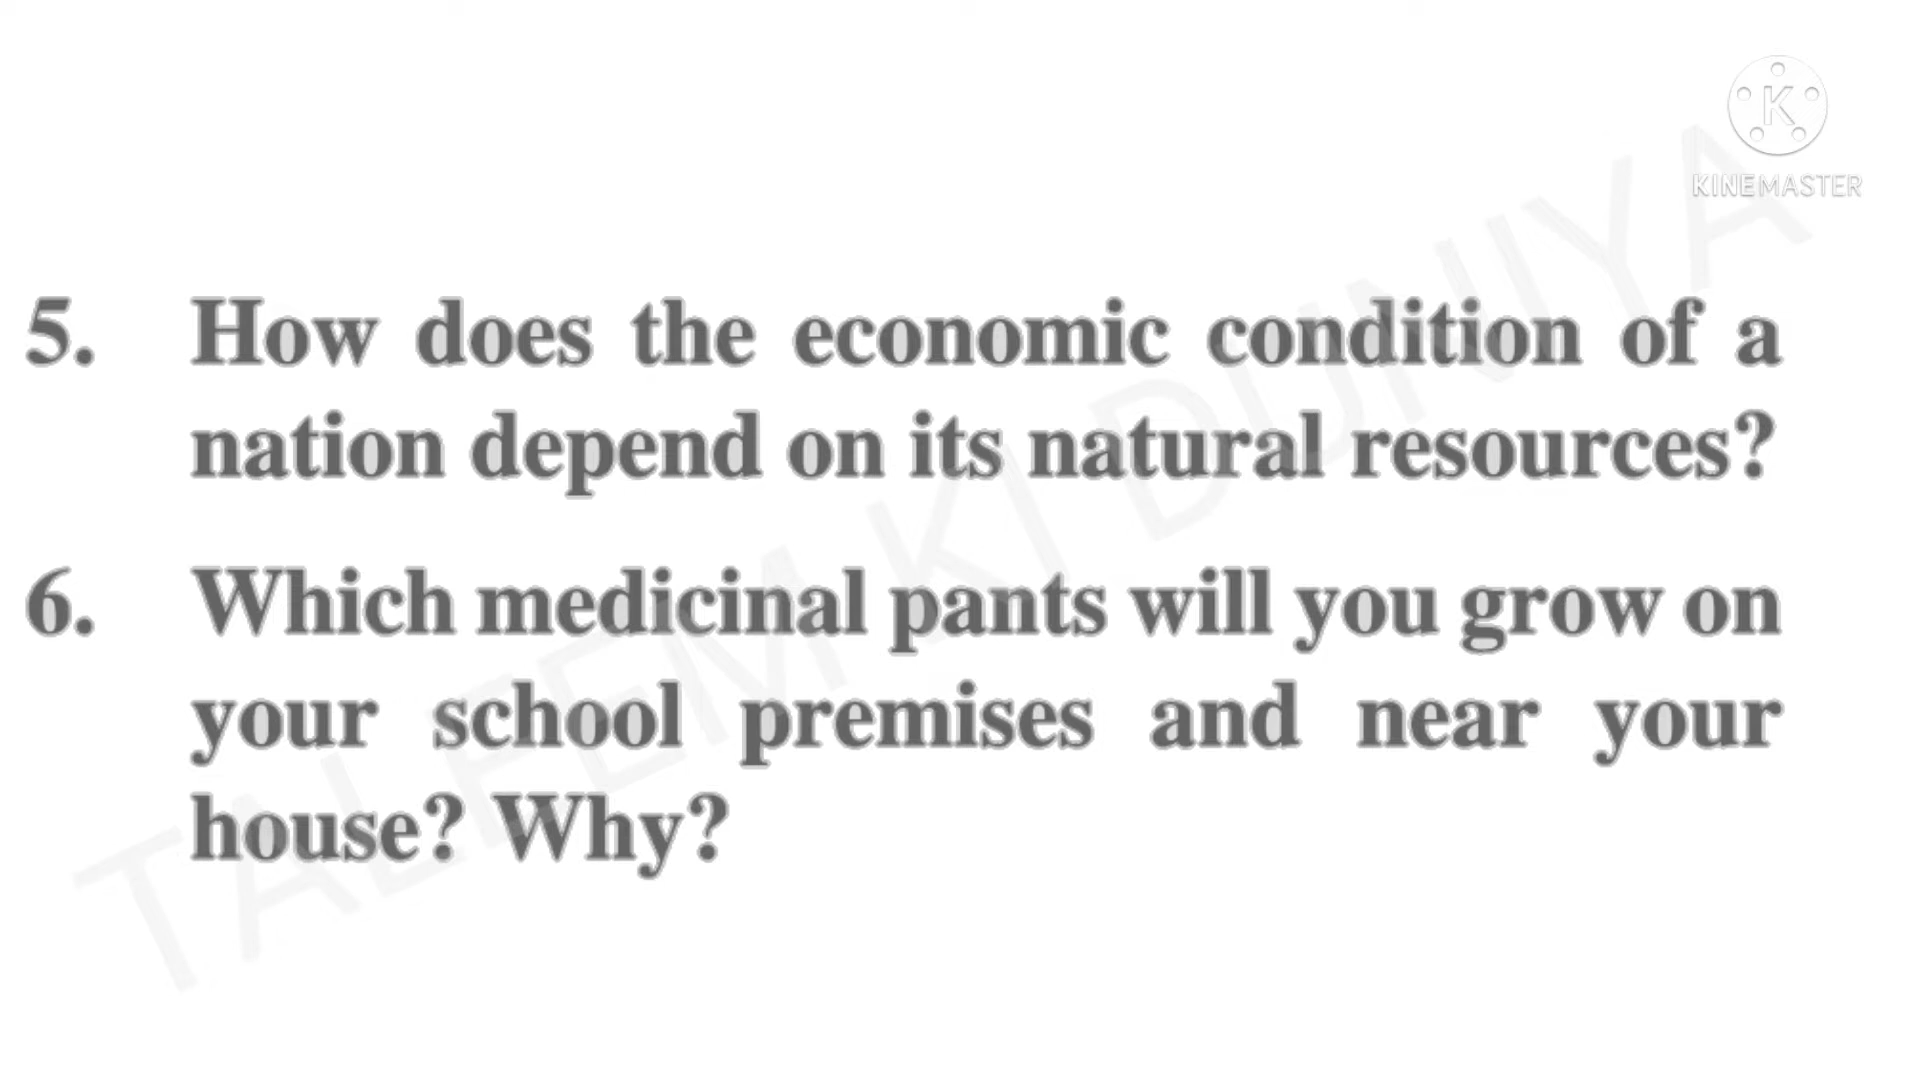 K
KINEMASTER
5. How does the economic condition of a
nation depend on its natural resources?
6. Which medicinal pants will you grow on
your school premises and near your
house? Why?
TALEEM KI DUNIYA